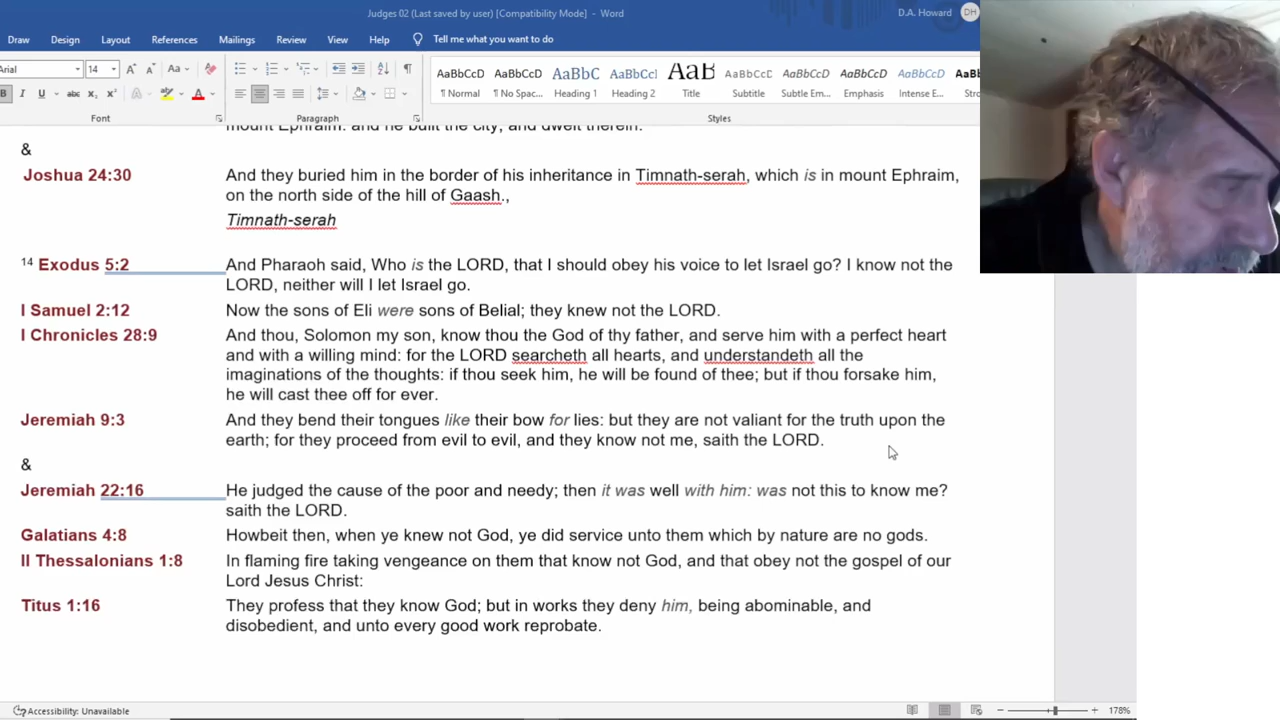 Judges 02 (Last saved by user) [Compatibility Mode] - Word
D.A. Howard DH
Draw Design Layout References Mailings Review View Help Tell me what you want to do
Arial 14 A A Aa
B I U abc x₂ x² A A
AaBbCcD AaBbCcD AaBbC AaBbCc AaB AaBbCcD AaBbCcD AaBbCcD AaBbCcD
¶ Normal ¶ No Spac... Heading 1 Heading 2 Title Subtitle Subtle Em... Emphasis Intense E...
Font Paragraph Styles
mount Ephraim: and he built the city, and dwelt therein.
&
Joshua 24:30 And they buried him in the border of his inheritance in Timnath-serah, which is in mount Ephraim,
on the north side of the hill of Gaash.,
Timnath-serah
14 Exodus 5:2 And Pharaoh said, Who is the LORD, that I should obey his voice to let Israel go? I know not the
LORD, neither will I let Israel go.
I Samuel 2:12 Now the sons of Eli were sons of Belial; they knew not the LORD.
I Chronicles 28:9 And thou, Solomon my son, know thou the God of thy father, and serve him with a perfect heart
and with a willing mind: for the LORD searcheth all hearts, and understandeth all the
imaginations of the thoughts: if thou seek him, he will be found of thee; but if thou forsake him,
he will cast thee off for ever.
Jeremiah 9:3 And they bend their tongues like their bow for lies: but they are not valiant for the truth upon the
earth; for they proceed from evil to evil, and they know not me, saith the LORD.
&
Jeremiah 22:16 He judged the cause of the poor and needy; then it was well with him: was not this to know me?
saith the LORD.
Galatians 4:8 Howbeit then, when ye knew not God, ye did service unto them which by nature are no gods.
II Thessalonians 1:8 In flaming fire taking vengeance on them that know not God, and that obey not the gospel of our
Lord Jesus Christ:
Titus 1:16 They profess that they know God; but in works they deny him, being abominable, and
disobedient, and unto every good work reprobate.
Accessibility: Unavailable 178%